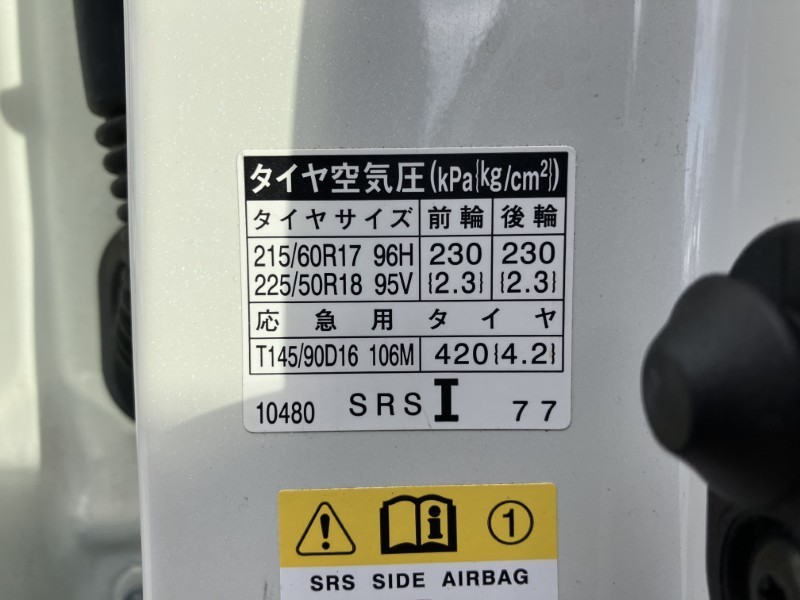 タイヤ空気圧(kPa{kg/cm²})
タイヤサイズ 前輪 後輪
215/60R17 96H 230 230
225/50R18 95V {2.3} {2.3}
応急用タイヤ
T145/90D16 106M 420{4.2}
10480 SRS I 77
i 1
SRS SIDE AIRBAG